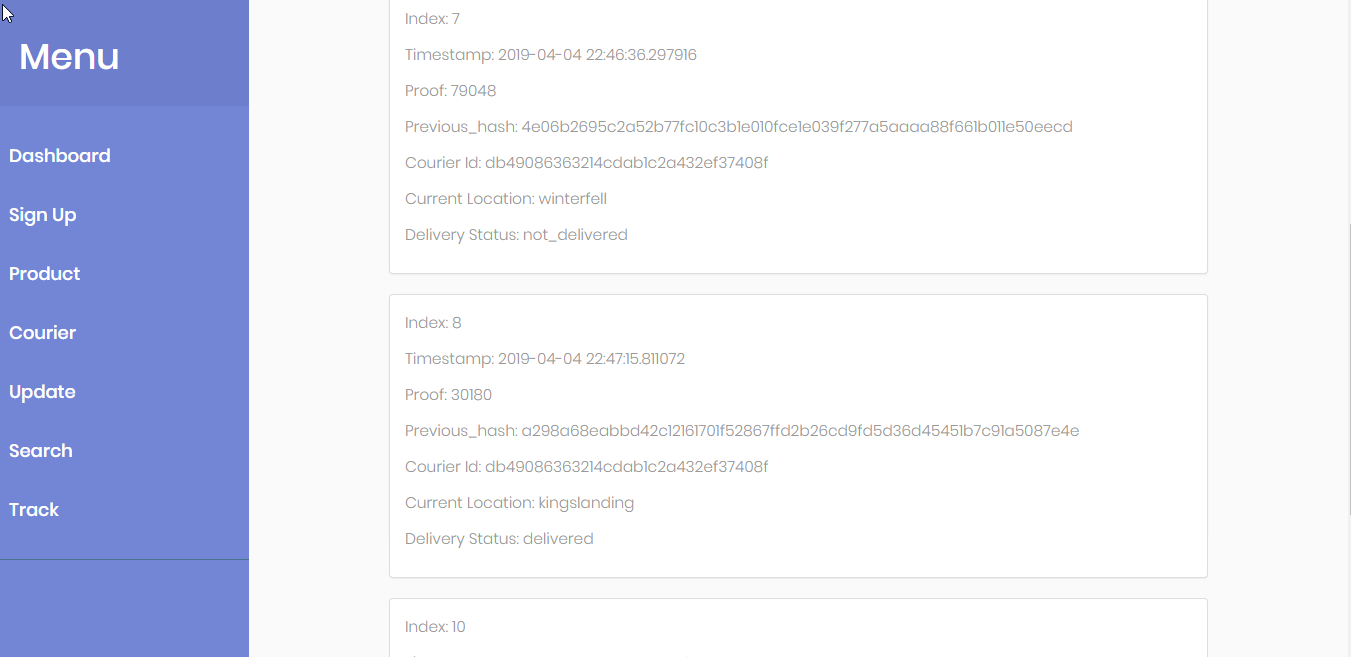 Menu
Dashboard
Sign Up
Product
Courier
Update
Search
Track
Index: 7
Timestamp: 2019-04-04 22:46:36.297916
Proof: 79048
Previous_hash: 4e06b2695c2a52b77fc10c3b1e010fce1e039f277a5aaaa88f661b011e50eecd
Courier Id: db49086363214cdab1c2a432ef37408f
Current Location: winterfell
Delivery Status: not_delivered
Index: 8
Timestamp: 2019-04-04 22:47:15.811072
Proof: 30180
Previous_hash: a298a68eabbd42c12161701f52867ffd2b26cd9fd5d36d45451b7c91a5087e4e
Courier Id: db49086363214cdab1c2a432ef37408f
Current Location: kingslanding
Delivery Status: delivered
Index: 10